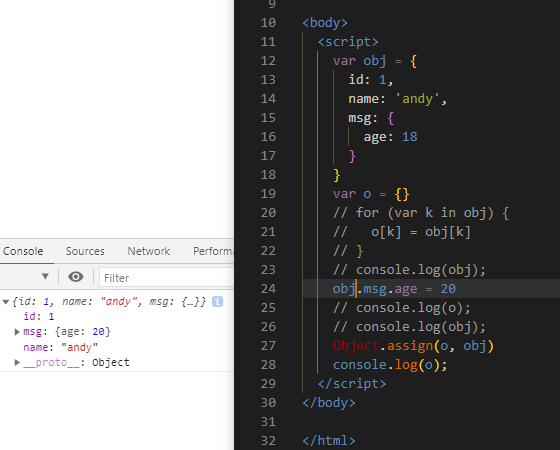 Console Sources Network Performa
Filter
{id: 1, name: "andy", msg: {…}} i
id: 1
msg: {age: 20}
name: "andy"
__proto__: Object
9
10 <body>
11 <script>
12 var obj = {
13 id: 1,
14 name: 'andy',
15 msg: {
16 age: 18
17 }
18 }
19 var o = {}
20 // for (var k in obj) {
21 // o[k] = obj[k]
22 // }
23 // console.log(obj);
24 obj.msg.age = 20
25 // console.log(o);
26 // console.log(obj);
27 Object.assign(o, obj)
28 console.log(o);
29 </script>
30 </body>
31
32 </html>